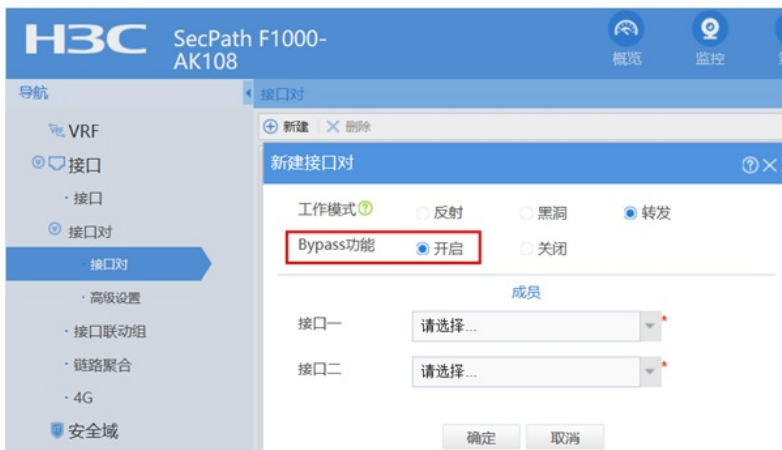 H3C SecPath F1000-
AK108
概览 监控
导航
接口对
VRF
新建 删除
接口
新建接口对
接口
工作模式 反射 黑洞 转发
接口对
Bypass功能 开启 关闭
接口对
高级设置
成员
接口联动组
接口一 请选择... *
链路聚合
接口二 请选择... *
4G
安全域
确定 取消